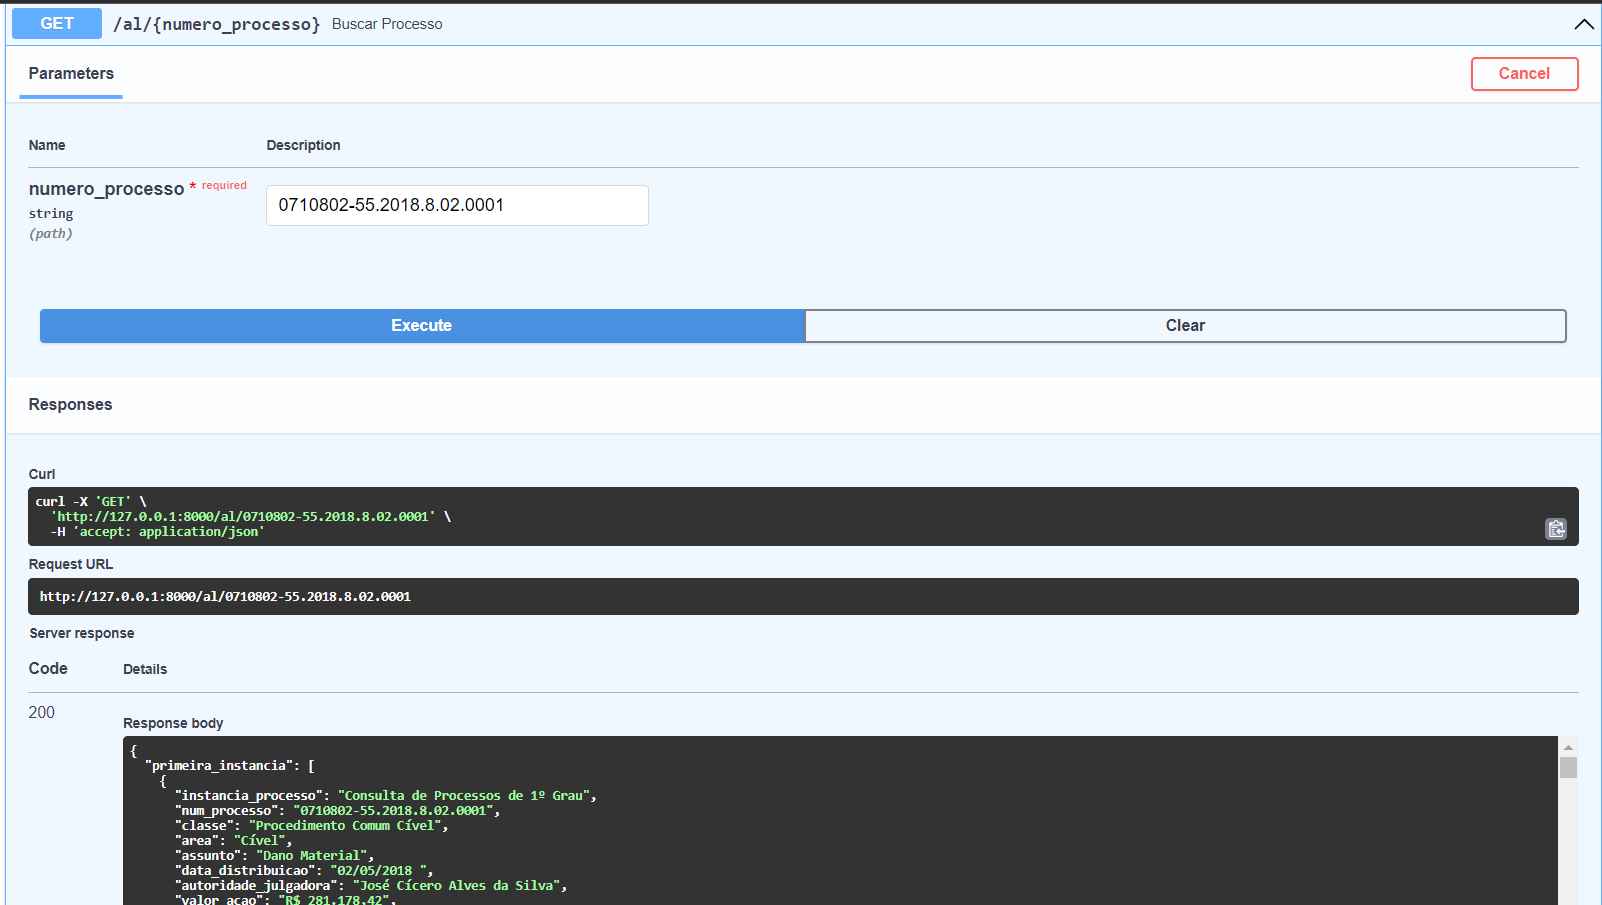 GET /al/{numero_processo} Buscar Processo
Parameters
Cancel
Name Description
numero_processo * required
string
(path)
0710802-55.2018.8.02.0001
Execute Clear
Responses
Curl
curl -X 'GET' \
'http://127.0.0.1:8000/al/0710802-55.2018.8.02.0001' \
-H 'accept: application/json'
Request URL
http://127.0.0.1:8000/al/0710802-55.2018.8.02.0001
Server response
Code Details
200
Response body
{
"primeira_instancia": [
{
"instancia_processo": "Consulta de Processos de 1º Grau",
"num_processo": "0710802-55.2018.8.02.0001",
"classe": "Procedimento Comum Cível",
"area": "Cível",
"assunto": "Dano Material",
"data_distribuicao": "02/05/2018 ",
"autoridade_julgadora": "José Cícero Alves da Silva",
"valor_acao": "R$ 281.178,42",